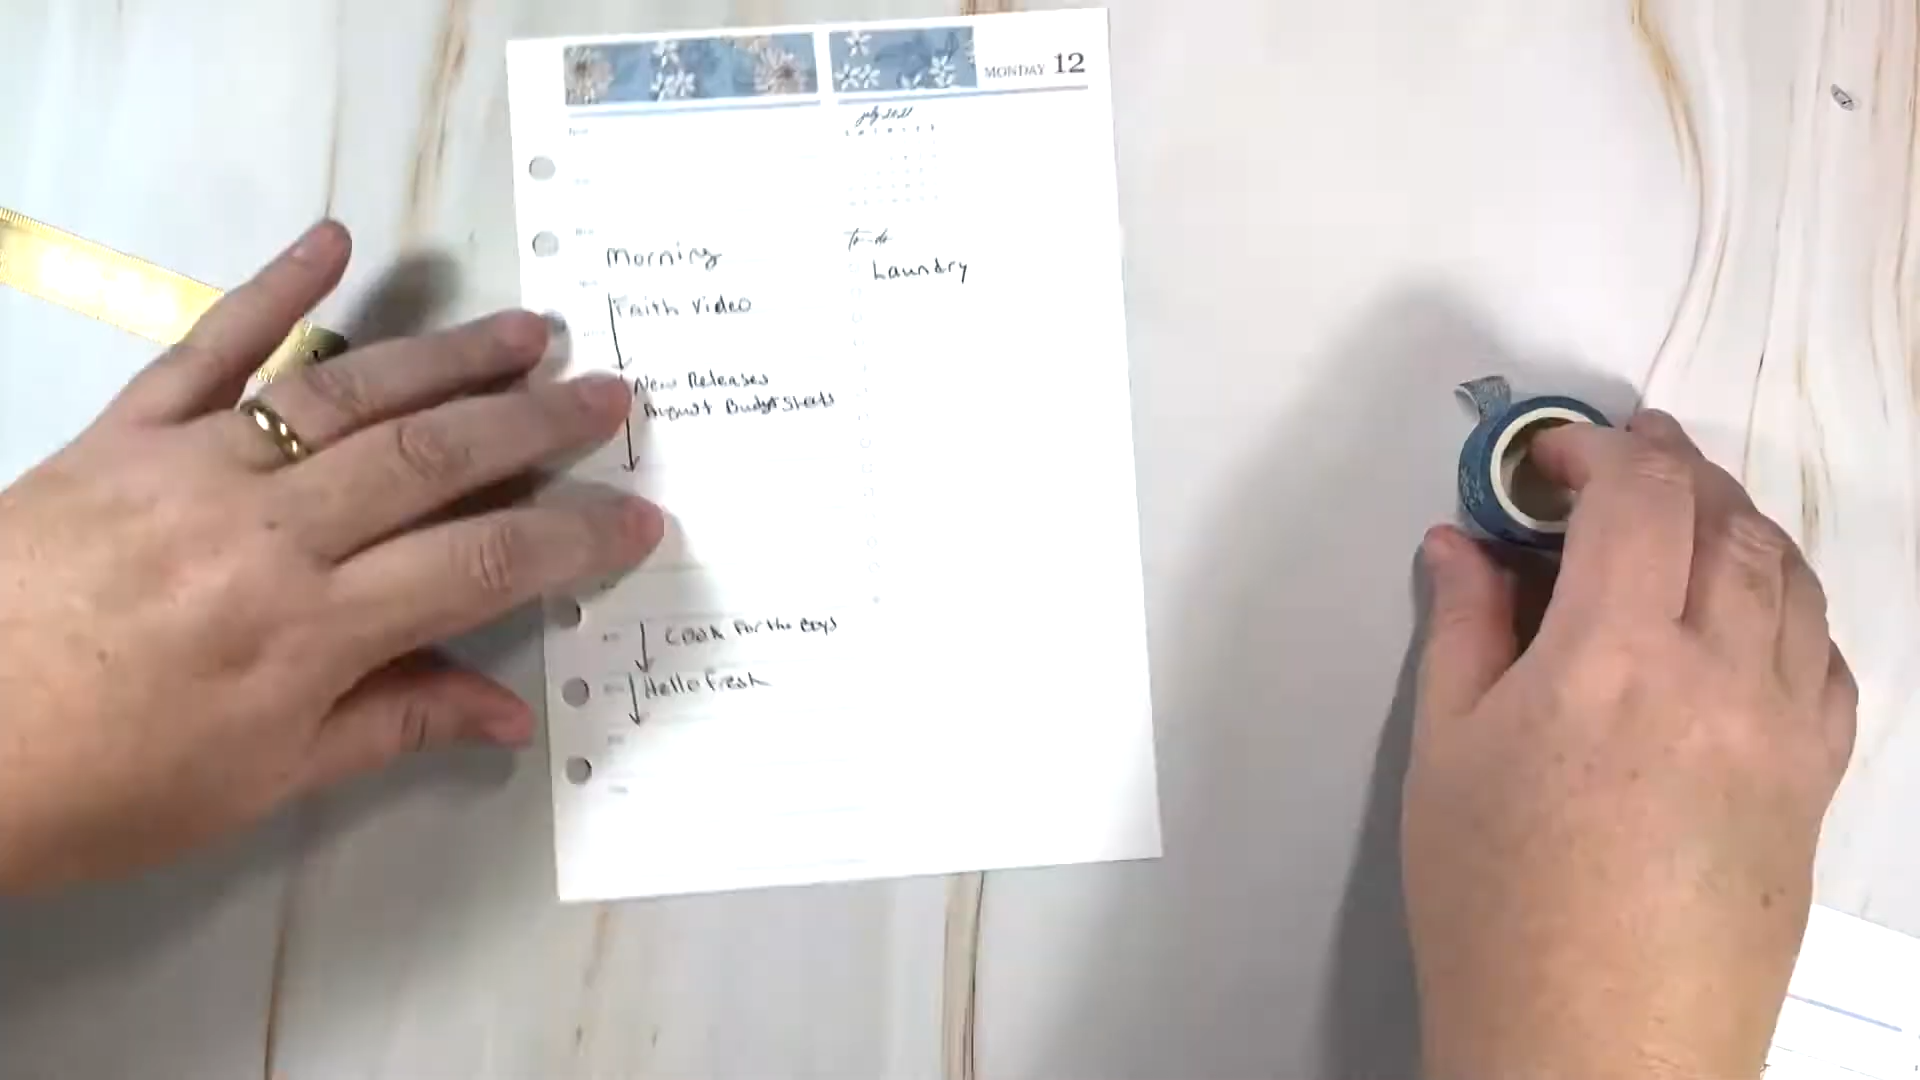 MONDAY 12
july 2021
to-do
Morning
Laundry
Faith Video
New Releases
August Budget Sheets
Cook For the Boys
Hello Fresh